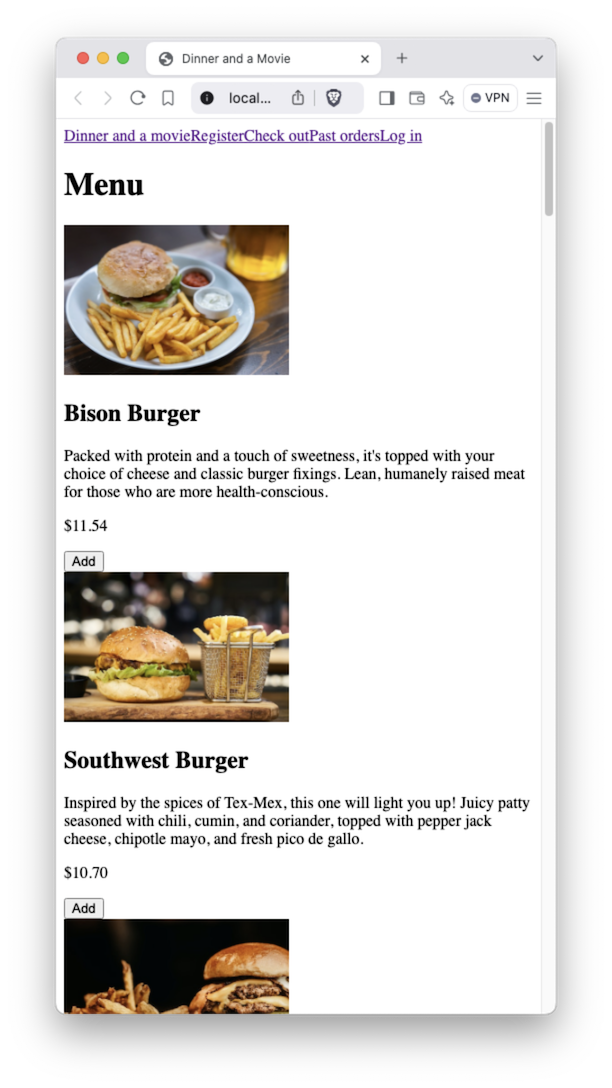 Dinner and a Movie
local...
VPN
Dinner and a movieRegisterCheck outPast ordersLog in
Menu
Bison Burger
Packed with protein and a touch of sweetness, it's topped with your
choice of cheese and classic burger fixings. Lean, humanely raised meat
for those who are more health-conscious.
$11.54
Add
Southwest Burger
Inspired by the spices of Tex-Mex, this one will light you up! Juicy patty
seasoned with chili, cumin, and coriander, topped with pepper jack
cheese, chipotle mayo, and fresh pico de gallo.
$10.70
Add